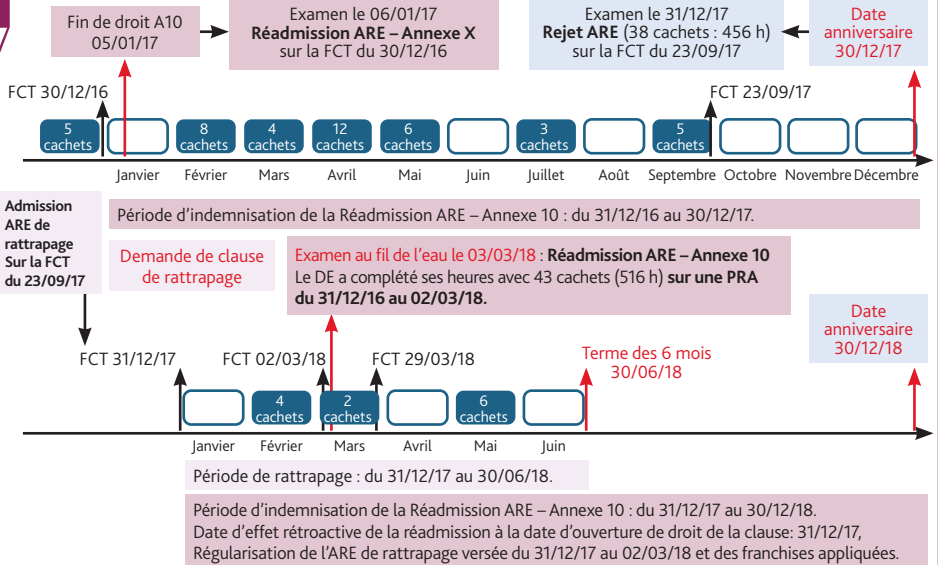 Fin de droit A10
05/01/17
Examen le 06/01/17
Réadmission ARE – Annexe X
sur la FCT du 30/12/16
Examen le 31/12/17
Rejet ARE (38 cachets : 456 h)
sur la FCT du 23/09/17
Date
anniversaire
30/12/17
FCT 30/12/16
FCT 23/09/17
5
cachets
8
cachets
4
cachets
12
cachets
6
cachets
3
cachets
5
cachets
Janvier
Février
Mars
Avril
Mai
Juin
Juillet
Août
Septembre
Octobre
Novembre
Décembre
Admission
ARE de
rattrapage
Sur la FCT
du 23/09/17
Période d’indemnisation de la Réadmission ARE – Annexe 10 : du 31/12/16 au 30/12/17.
Demande de clause
de rattrapage
Examen au fil de l’eau le 03/03/18 : Réadmission ARE – Annexe 10
Le DE a complété ses heures avec 43 cachets (516 h) sur une PRA
du 31/12/16 au 02/03/18.
Date
anniversaire
30/12/18
FCT 31/12/17
FCT 02/03/18
FCT 29/03/18
Terme des 6 mois
30/06/18
4
cachets
2
cachets
6
cachets
Janvier
Février
Mars
Avril
Mai
Juin
Période de rattrapage : du 31/12/17 au 30/06/18.
Période d’indemnisation de la Réadmission ARE – Annexe 10 : du 31/12/17 au 30/12/18.
Date d’effet rétroactive de la réadmission à la date d’ouverture de droit de la clause: 31/12/17,
Régularisation de l’ARE de rattrapage versée du 31/12/17 au 02/03/18 et des franchises appliquées.